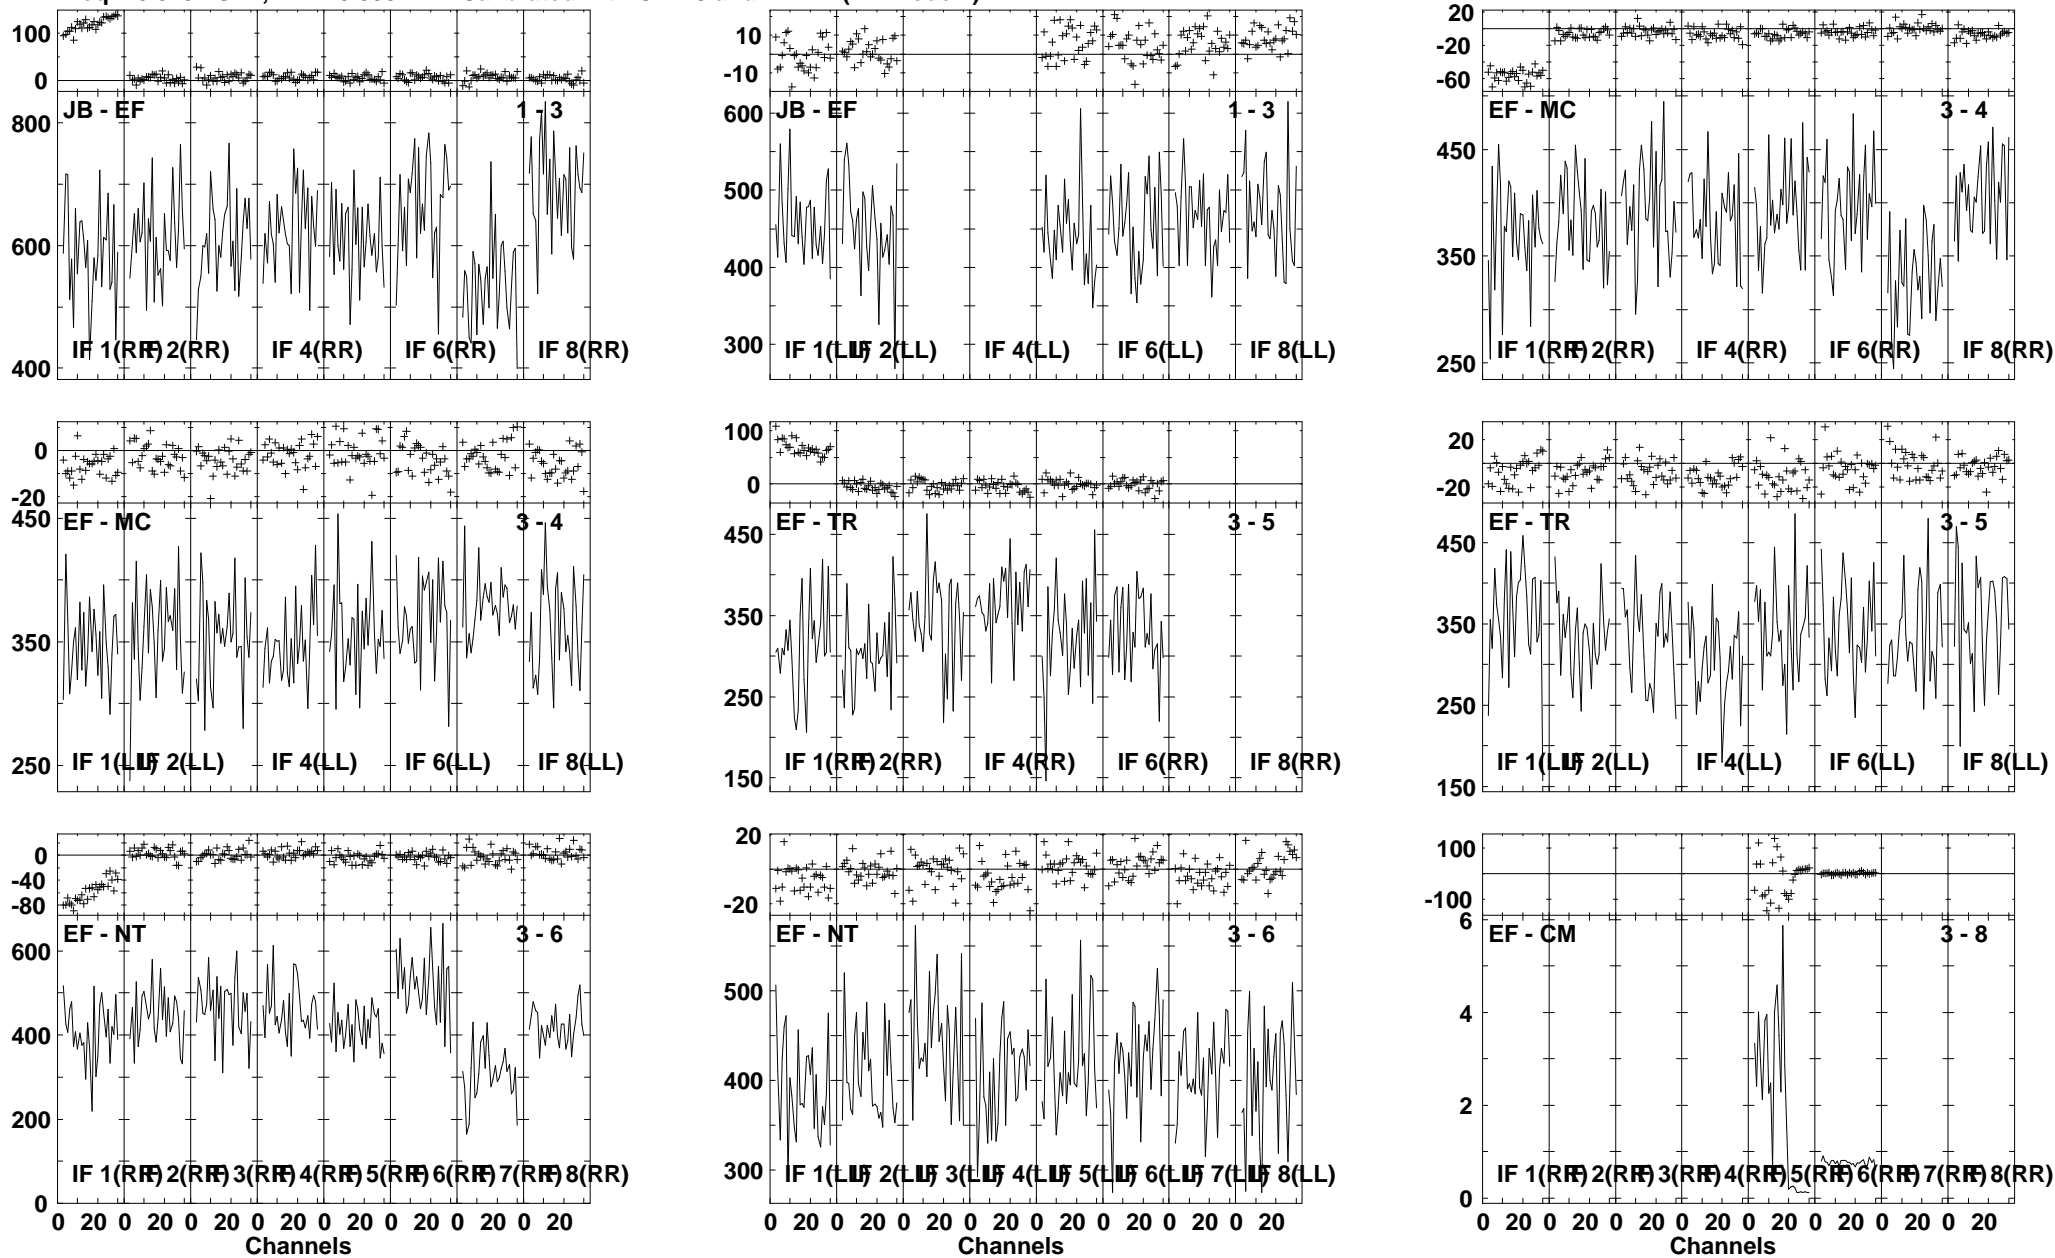 100
0
JB - EF
1 - 3
800
600
400
IF 1(RR) IF 2(RR) IF 4(RR) IF 6(RR) IF 8(RR)
10
-10
JB - EF
1 - 3
600
500
400
300
IF 1(LL) IF 2(LL) IF 4(LL) IF 6(LL) IF 8(LL)
20
-20
-60
EF - MC
3 - 4
450
350
250
IF 1(RR) IF 2(RR) IF 4(RR) IF 6(RR) IF 8(RR)
0
-20
EF - MC
3 - 4
450
350
250
IF 1(LL) IF 2(LL) IF 4(LL) IF 6(LL) IF 8(LL)
100
0
EF - TR
3 - 5
450
350
250
150
IF 1(RR) IF 2(RR) IF 4(RR) IF 6(RR) IF 8(RR)
20
-20
EF - TR
3 - 5
450
350
250
150
IF 1(LL) IF 2(LL) IF 4(LL) IF 6(LL) IF 8(LL)
0
-40
-80
EF - NT
3 - 6
600
400
200
0
IF 1(RR) IF 2(RR) IF 3(RR) IF 4(RR) IF 5(RR) IF 6(RR) IF 7(RR) IF 8(RR)
0 20 0 20 0 20 0 20 0 20 0 20 0 20 0 20
Channels
20
-20
EF - NT
3 - 6
500
400
300
IF 1(LL) IF 2(LL) IF 3(LL) IF 4(LL) IF 5(LL) IF 6(LL) IF 7(LL) IF 8(LL)
0 20 0 20 0 20 0 20 0 20 0 20 0 20 0 20
Channels
100
-100
EF - CM
3 - 8
6
4
2
0
IF 1(RR) IF 2(RR) IF 3(RR) IF 4(RR) IF 5(RR) IF 6(RR) IF 7(RR) IF 8(RR)
0 20 0 20 0 20 0 20 0 20 0 20 0 20 0 20
Channels